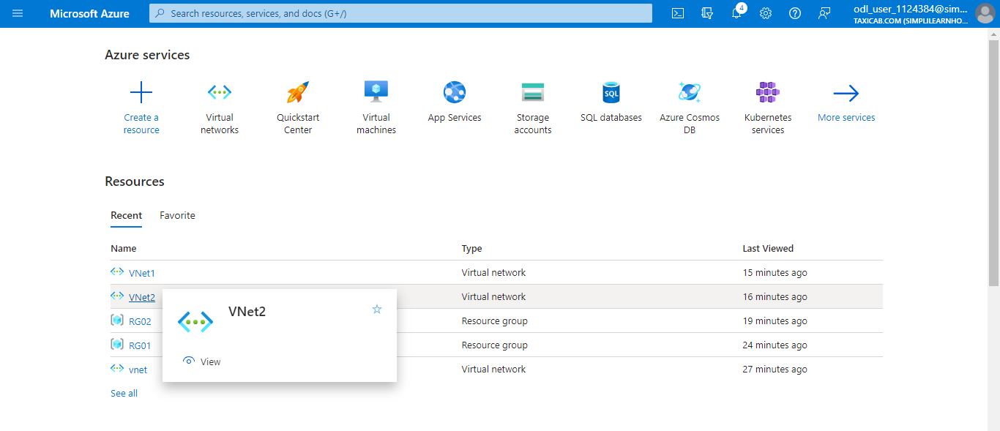 Microsoft Azure
Search resources, services, and docs (G+/)
4
odl_user_1124384@sim...
TAXICAB.COM (SIMPLILEARNHO...
Azure services
Create a
resource
Virtual
networks
Quickstart
Center
Virtual
machines
App Services
Storage
accounts
SQL
SQL databases
Azure Cosmos
DB
Kubernetes
services
More services
Resources
Recent Favorite
Name Type Last Viewed
VNet1 Virtual network 15 minutes ago
VNet2 Virtual network 16 minutes ago
VNet2
RG02 Resource group 19 minutes ago
RG01 Resource group 24 minutes ago
View
vnet Virtual network 27 minutes ago
See all